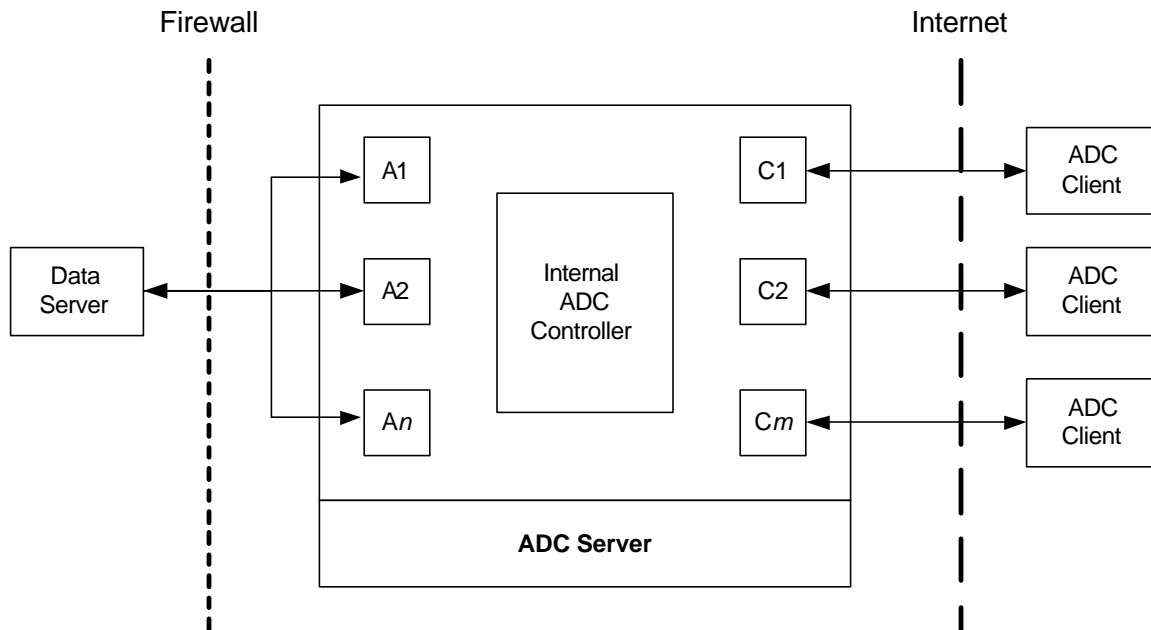 Firewall
Internet
A1
C1
ADC
Client
Data
Server
A2
Internal
ADC
Controller
C2
ADC
Client
An
Cm
ADC
Client
ADC Server